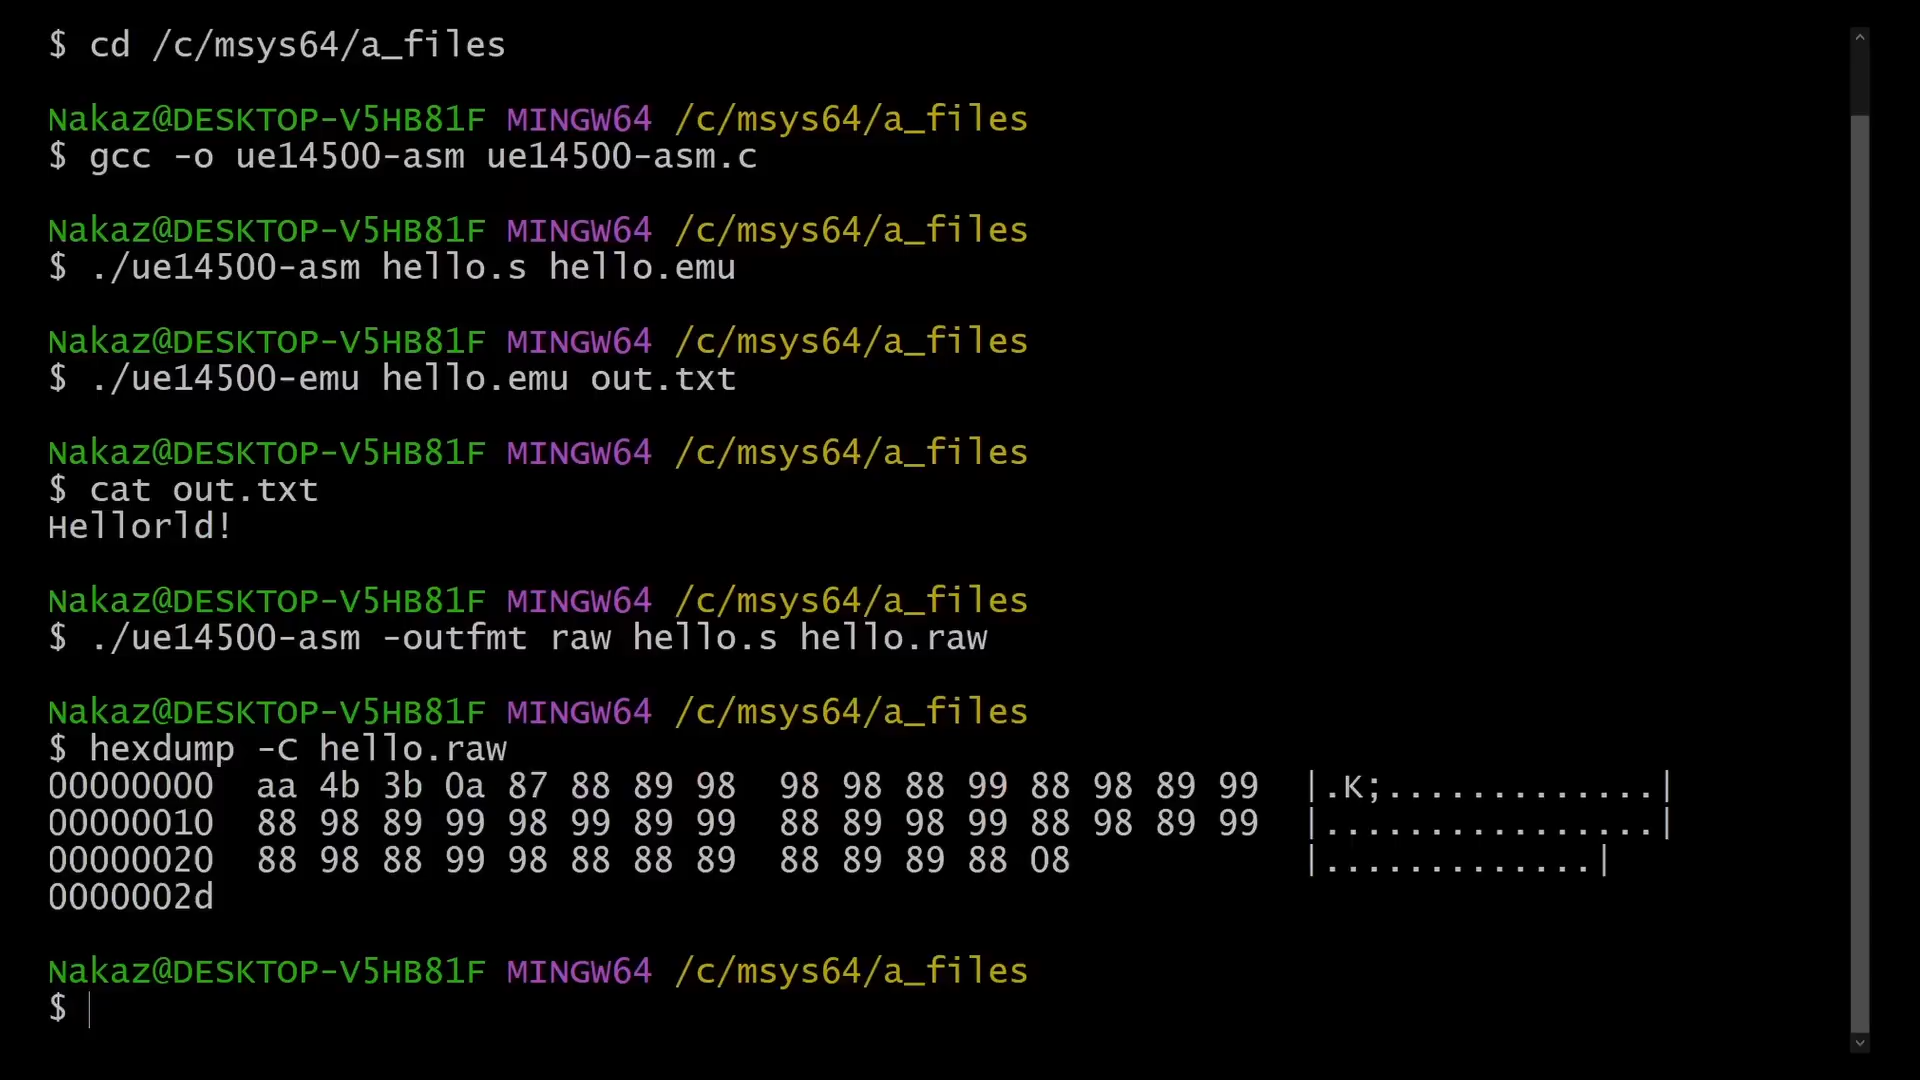 $ cd /c/msys64/a_files
Nakaz@DESKTOP-V5HB81F MINGW64 /c/msys64/a_files
$ gcc -o ue14500-asm ue14500-asm.c
Nakaz@DESKTOP-V5HB81F MINGW64 /c/msys64/a_files
$ ./ue14500-asm hello.s hello.emu
Nakaz@DESKTOP-V5HB81F MINGW64 /c/msys64/a_files
$ ./ue14500-emu hello.emu out.txt
Nakaz@DESKTOP-V5HB81F MINGW64 /c/msys64/a_files
$ cat out.txt
Hellorld!
Nakaz@DESKTOP-V5HB81F MINGW64 /c/msys64/a_files
$ ./ue14500-asm -outfmt raw hello.s hello.raw
Nakaz@DESKTOP-V5HB81F MINGW64 /c/msys64/a_files
$ hexdump -C hello.raw
00000000  aa 4b 3b 0a 87 88 89 98  98 98 88 99 88 98 89 99  |.K;.............|
00000010  88 98 89 99 98 99 89 99  88 89 98 99 88 98 89 99  |................|
00000020  88 98 88 99 98 88 88 89  88 89 89 88 08           |.............|
0000002d
Nakaz@DESKTOP-V5HB81F MINGW64 /c/msys64/a_files
$